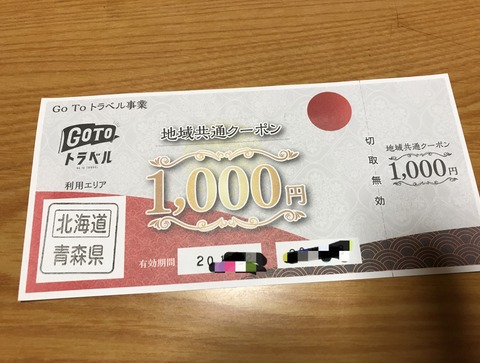 Go To トラベル事業
GOTO
トラベル
利用エリア
北海道
青森県
地域共通クーポン
1,000円
有効期間 20
切取無効
地域共通クーポン
1,000円